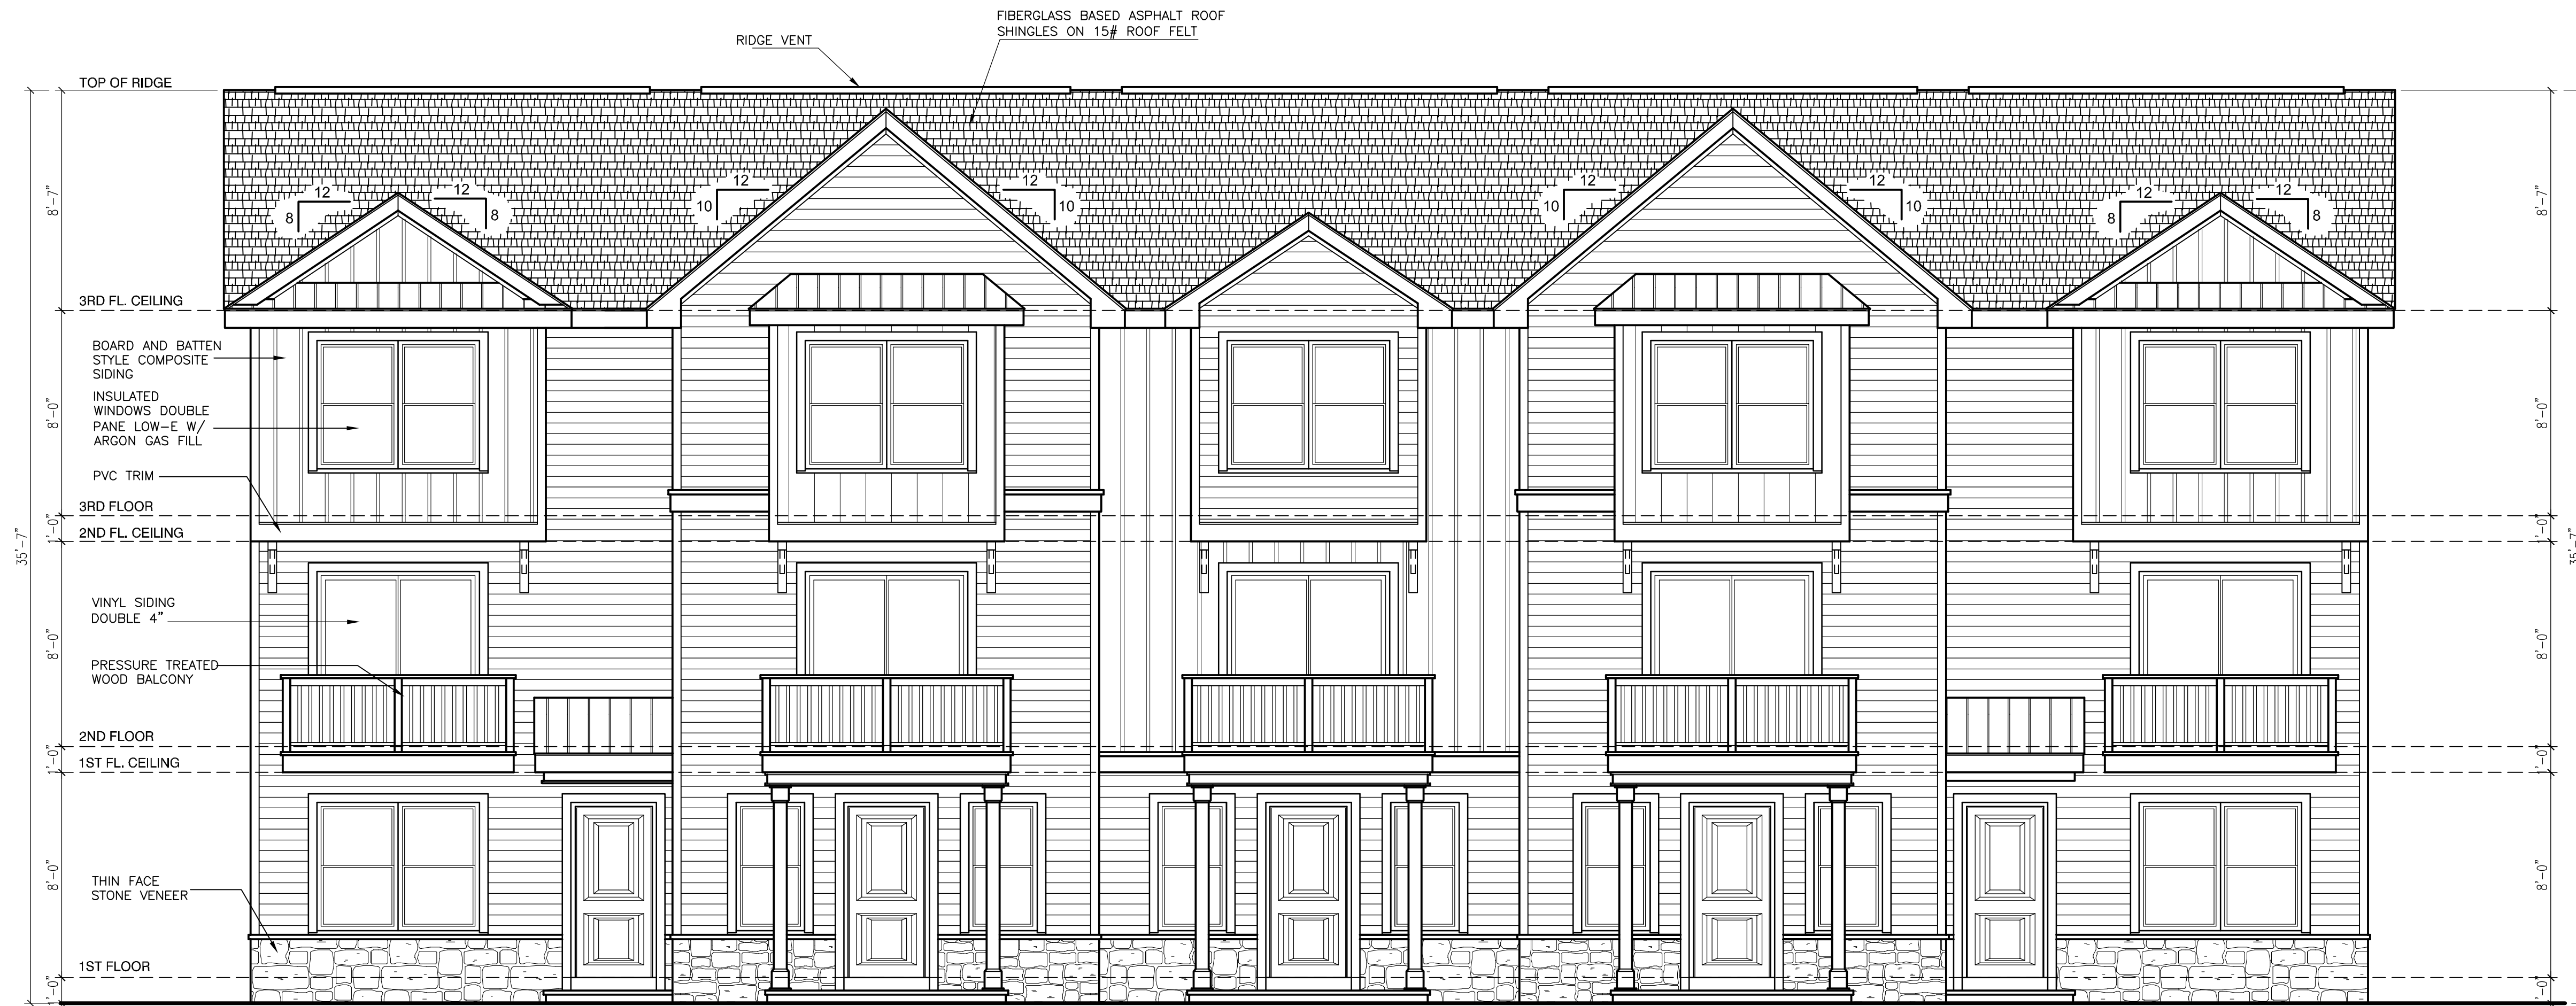 FIBERGLASS BASED ASPHALT ROOF
SHINGLES ON 15# ROOF FELT
RIDGE VENT
TOP OF RIDGE
8'-7"
8'-7"
12
8
12
8
12
10
12
10
12
10
12
10
12
8
12
8
3RD FL. CEILING
BOARD AND BATTEN
STYLE COMPOSITE
SIDING
INSULATED
WINDOWS DOUBLE
PANE LOW-E W/
ARGON GAS FILL
8'-0"
8'-0"
PVC TRIM
3RD FLOOR
1'-0"
1'-0"
2ND FL. CEILING
35'-7"
35'-7"
VINYL SIDING
DOUBLE 4"
8'-0"
8'-0"
PRESSURE TREATED
WOOD BALCONY
2ND FLOOR
1'-0"
1'-0"
1ST FL. CEILING
8'-0"
8'-0"
THIN FACE
STONE VENEER
1ST FLOOR
1'-0"
1'-0"